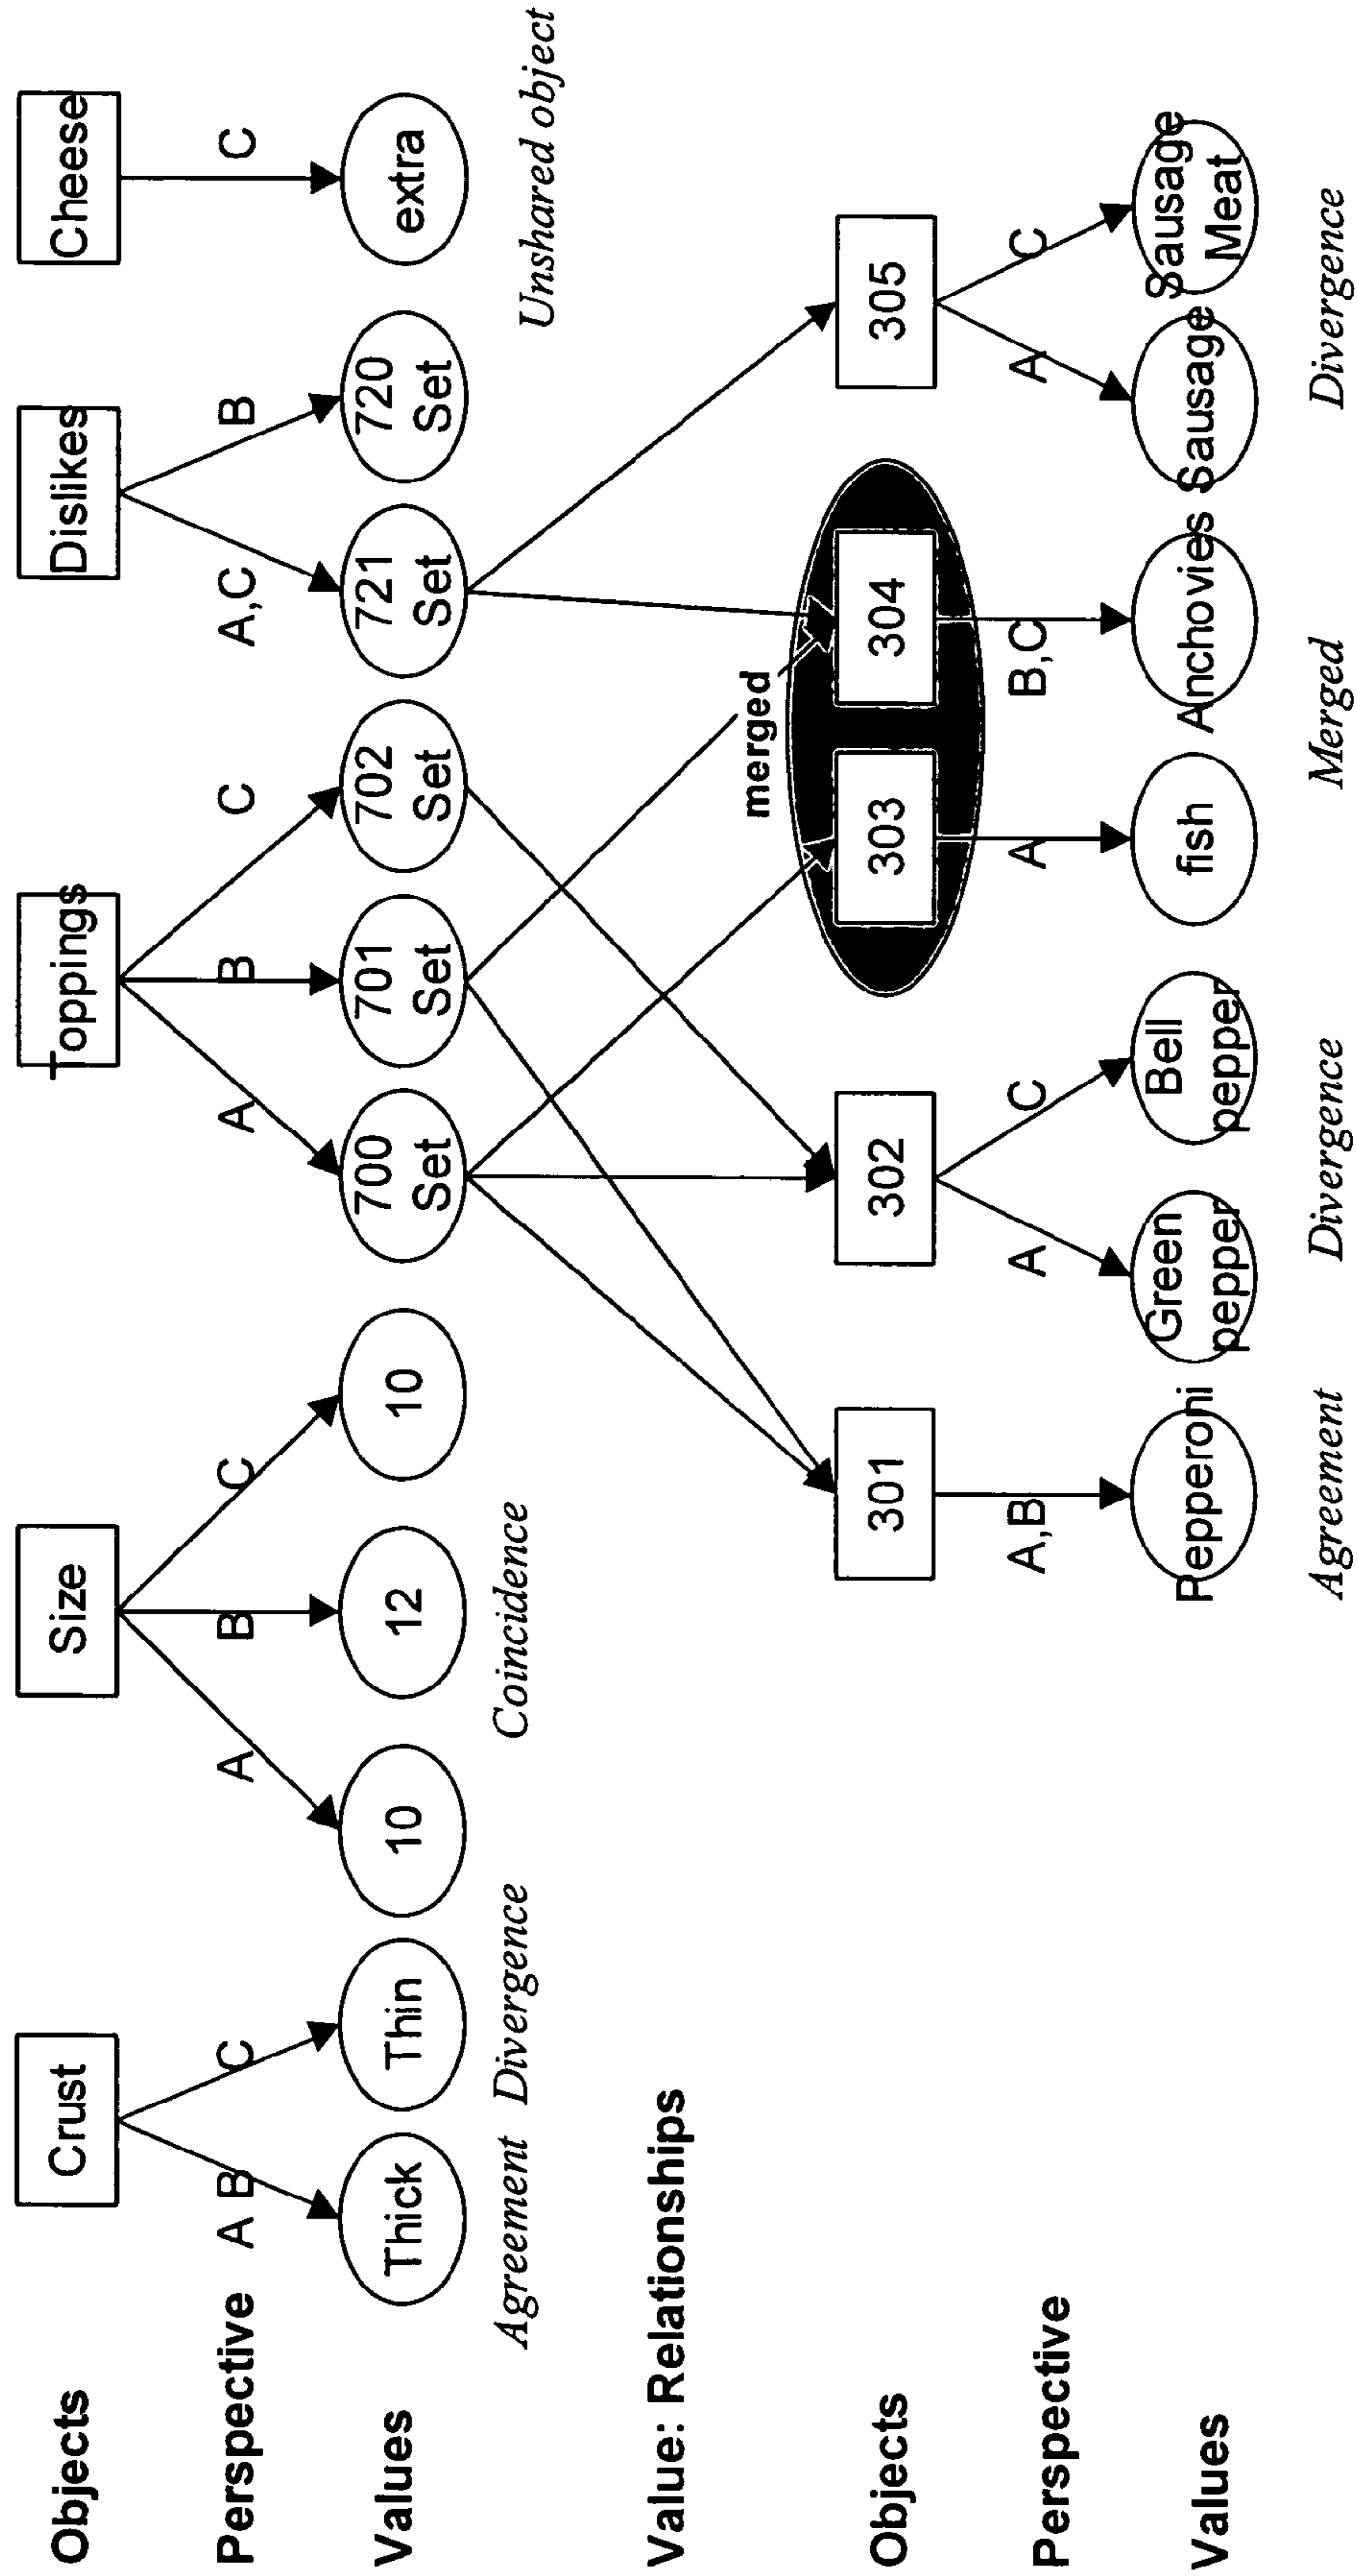 Objects
Crust
Size
Toppings
Dislikes
Cheese
Perspective
A B
C
A
B
C
A
B
C
A,C
B
C
Values
Thick
Thin
10
12
10
700
Set
701
Set
702
Set
721
Set
720
Set
extra
Agreement
Divergence
Coincidence
Unshared object
Value: Relationships
merged
Objects
301
302
303
304
305
Perspective
A,B
A
C
A
B,C
A
C
Values
Pepperoni
Green
pepper
Bell
pepper
fish
Anchovies
Sausage
Sausage
Meat
Agreement
Divergence
Merged
Divergence